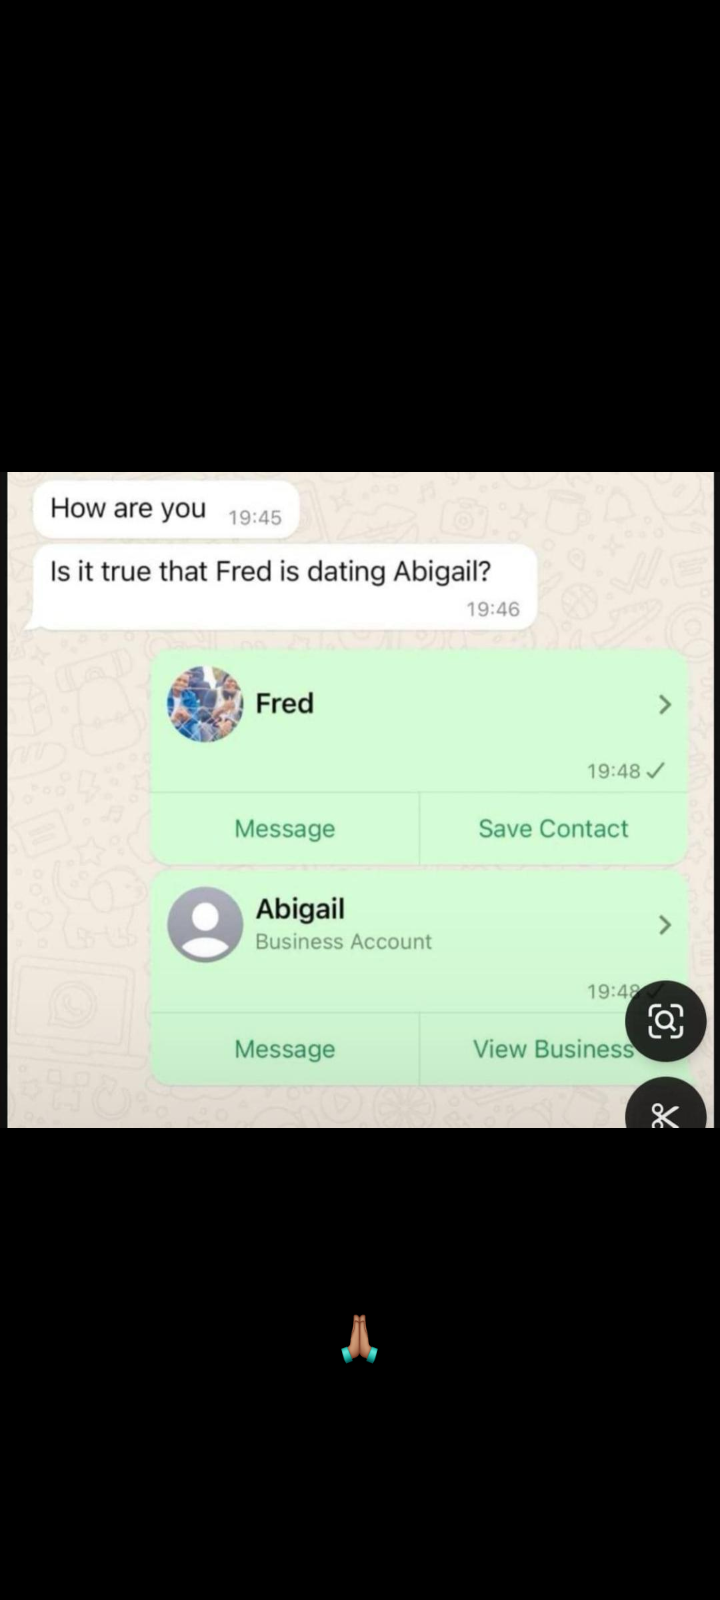 How are you 19:45
Is it true that Fred is dating Abigail?
19:46
Fred
19:48
Message Save Contact
Abigail
Business Account
19:48
Message View Business